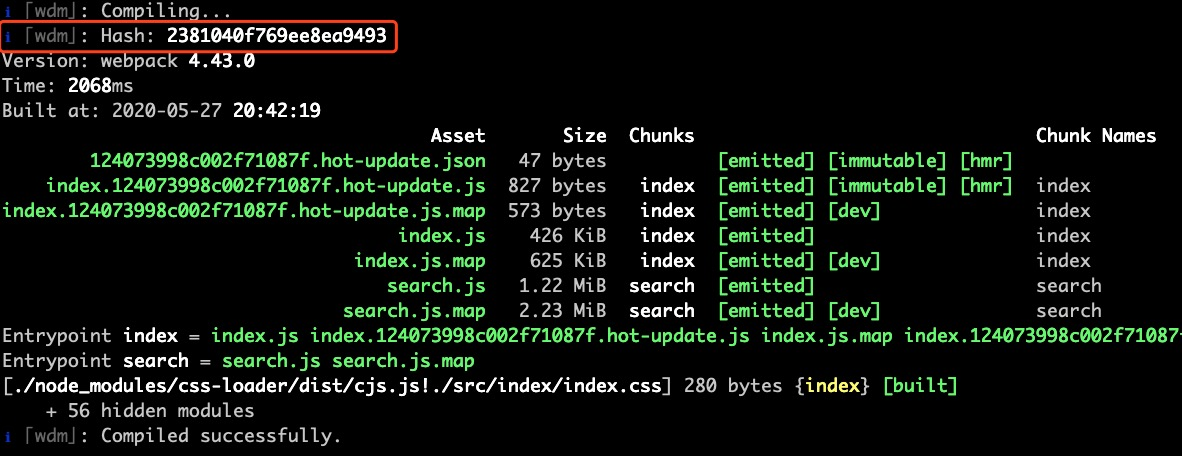 i ｢wdm｣: Compiling...
i ｢wdm｣: Hash: 2381040f769ee8ea9493
Version: webpack 4.43.0
Time: 2068ms
Built at: 2020-05-27 20:42:19
Asset Size Chunks Chunk Names
124073998c002f71087f.hot-update.json 47 bytes [emitted] [immutable] [hmr]
index.124073998c002f71087f.hot-update.js 827 bytes index [emitted] [immutable] [hmr] index
index.124073998c002f71087f.hot-update.js.map 573 bytes index [emitted] [dev] index
index.js 426 KiB index [emitted] index
index.js.map 625 KiB index [emitted] [dev] index
search.js 1.22 MiB search [emitted] search
search.js.map 2.23 MiB search [emitted] [dev] search
Entrypoint index = index.js index.124073998c002f71087f.hot-update.js index.js.map index.124073998c002f71087f
Entrypoint search = search.js search.js.map
[./node_modules/css-loader/dist/cjs.js!./src/index/index.css] 280 bytes {index} [built]
+ 56 hidden modules
i ｢wdm｣: Compiled successfully.